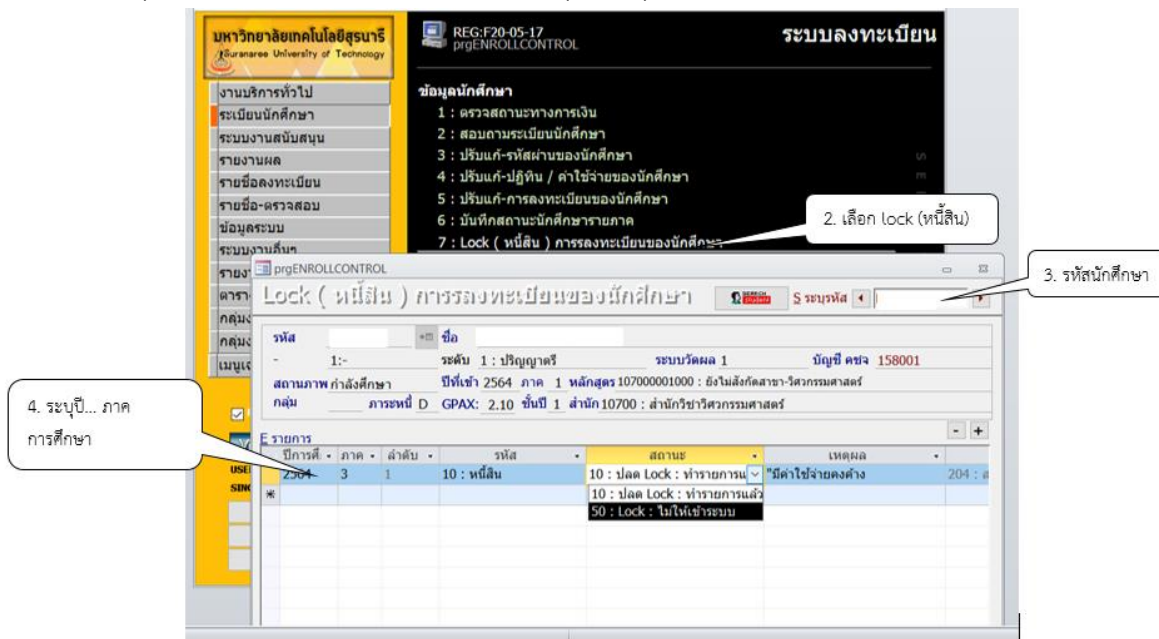 มหาวิทยาลัยเทคโนโลยีสุรนารี
Suranaree University of Technology
REG:F20-05-17
prgENROLLCONTROL
ระบบลงทะเบียน
งานบริการทั่วไป
ระเบียนนักศึกษา
ระบบงานสนับสนุน
รายงานผล
รายชื่อลงทะเบียน
รายชื่อ-ตรวจสอบ
ข้อมูลระบบ
ระบบงานอื่นๆ
ข้อมูลนักศึกษา
1 : ตรวจสถานะทางการเงิน
2 : สอบถามระเบียนนักศึกษา
3 : ปรับแก้-รหัสผ่านของนักศึกษา
4 : ปรับแก้-ปฏิทิน / ค่าใช้จ่ายของนักศึกษา
5 : ปรับแก้-การลงทะเบียนของนักศึกษา
6 : บันทึกสถานะนักศึกษารายภาค
7 : Lock ( หนี้สิน ) การรลงทะเบียนของนักศึกษา
2. เลือก lock (หนี้สิน)
3. รหัสนักศึกษา
prgENROLLCONTROL
Lock ( หนี้สิน ) การรลงทะเบียนของนักศึกษา
SEARCH student
S ระบุรหัส
รหัส ชื่อ
- 1:- ระดับ 1 : ปริญญาตรี ระบบวัดผล 1 บัญชี คชจ 158001
สถานภาพ กำลังศึกษา ปีที่เข้า 2564 ภาค 1 หลักสูตร 107000001000 : ยังไม่สังกัดสาขา-วิศวกรรมศาสตร์
กลุ่ม ภาระหนี้ D GPAX: 2.10 ชั้นปี 1 สำนัก 10700 : สำนักวิชาวิศวกรรมศาสตร์
4. ระบุปี... ภาค
การศึกษา
E รายการ
- +
ปีการศึ ภาค ลำดับ รหัส สถานะ เหตุผล
2564 3 1 10 : หนี้สิน 10 : ปลด Lock : ทำรายการแ "มีค่าใช้จ่ายคงค้าง 204 : ส
10 : ปลด Lock : ทำรายการแล้ว
50 : Lock : ไม่ให้เข้าระบบ